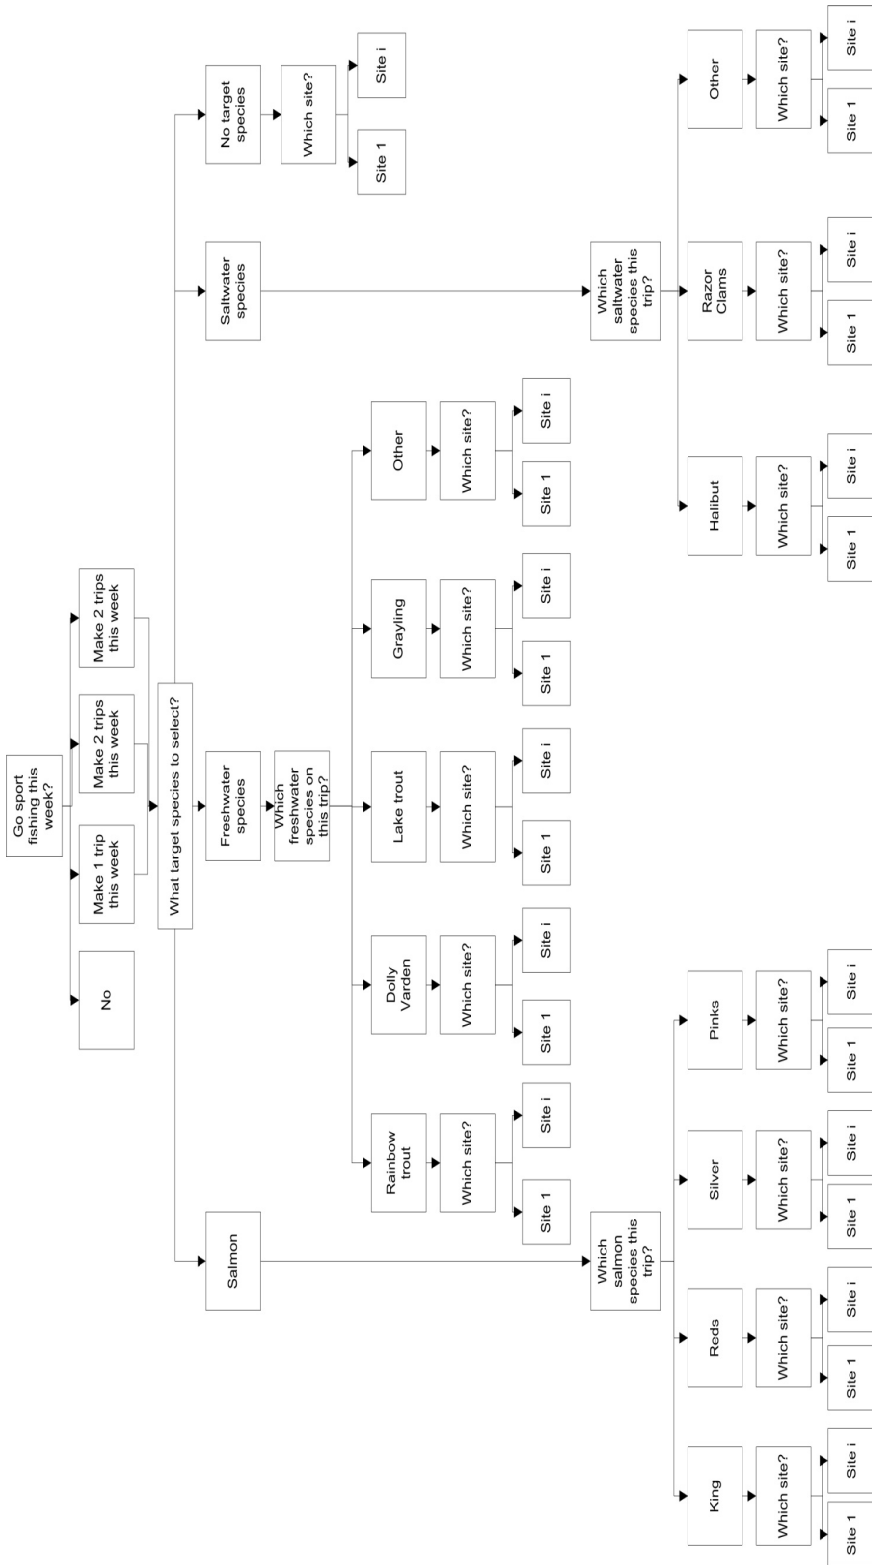 Go sport
fishing this
week?
No
Make 1 trip
this week
Make 2 trips
this week
Make 2 trips
this week
What target species to select?
Salmon
Freshwater
species
Saltwater
species
No target
species
Which
freshwater
species on
this trip?
Which site?
Site 1
Site i
Rainbow
trout
Dolly
Varden
Lake trout
Grayling
Other
Which site?
Which site?
Which site?
Which site?
Which site?
Site 1
Site i
Site 1
Site i
Site 1
Site i
Site 1
Site i
Site 1
Site i
Which
salmon
species this
trip?
Which
saltwater
species this
trip?
King
Reds
Silver
Pinks
Halibut
Razor
Clams
Other
Which site?
Which site?
Which site?
Which site?
Which site?
Which site?
Which site?
Site 1
Site i
Site 1
Site i
Site 1
Site i
Site 1
Site i
Site 1
Site i
Site 1
Site i
Site 1
Site i